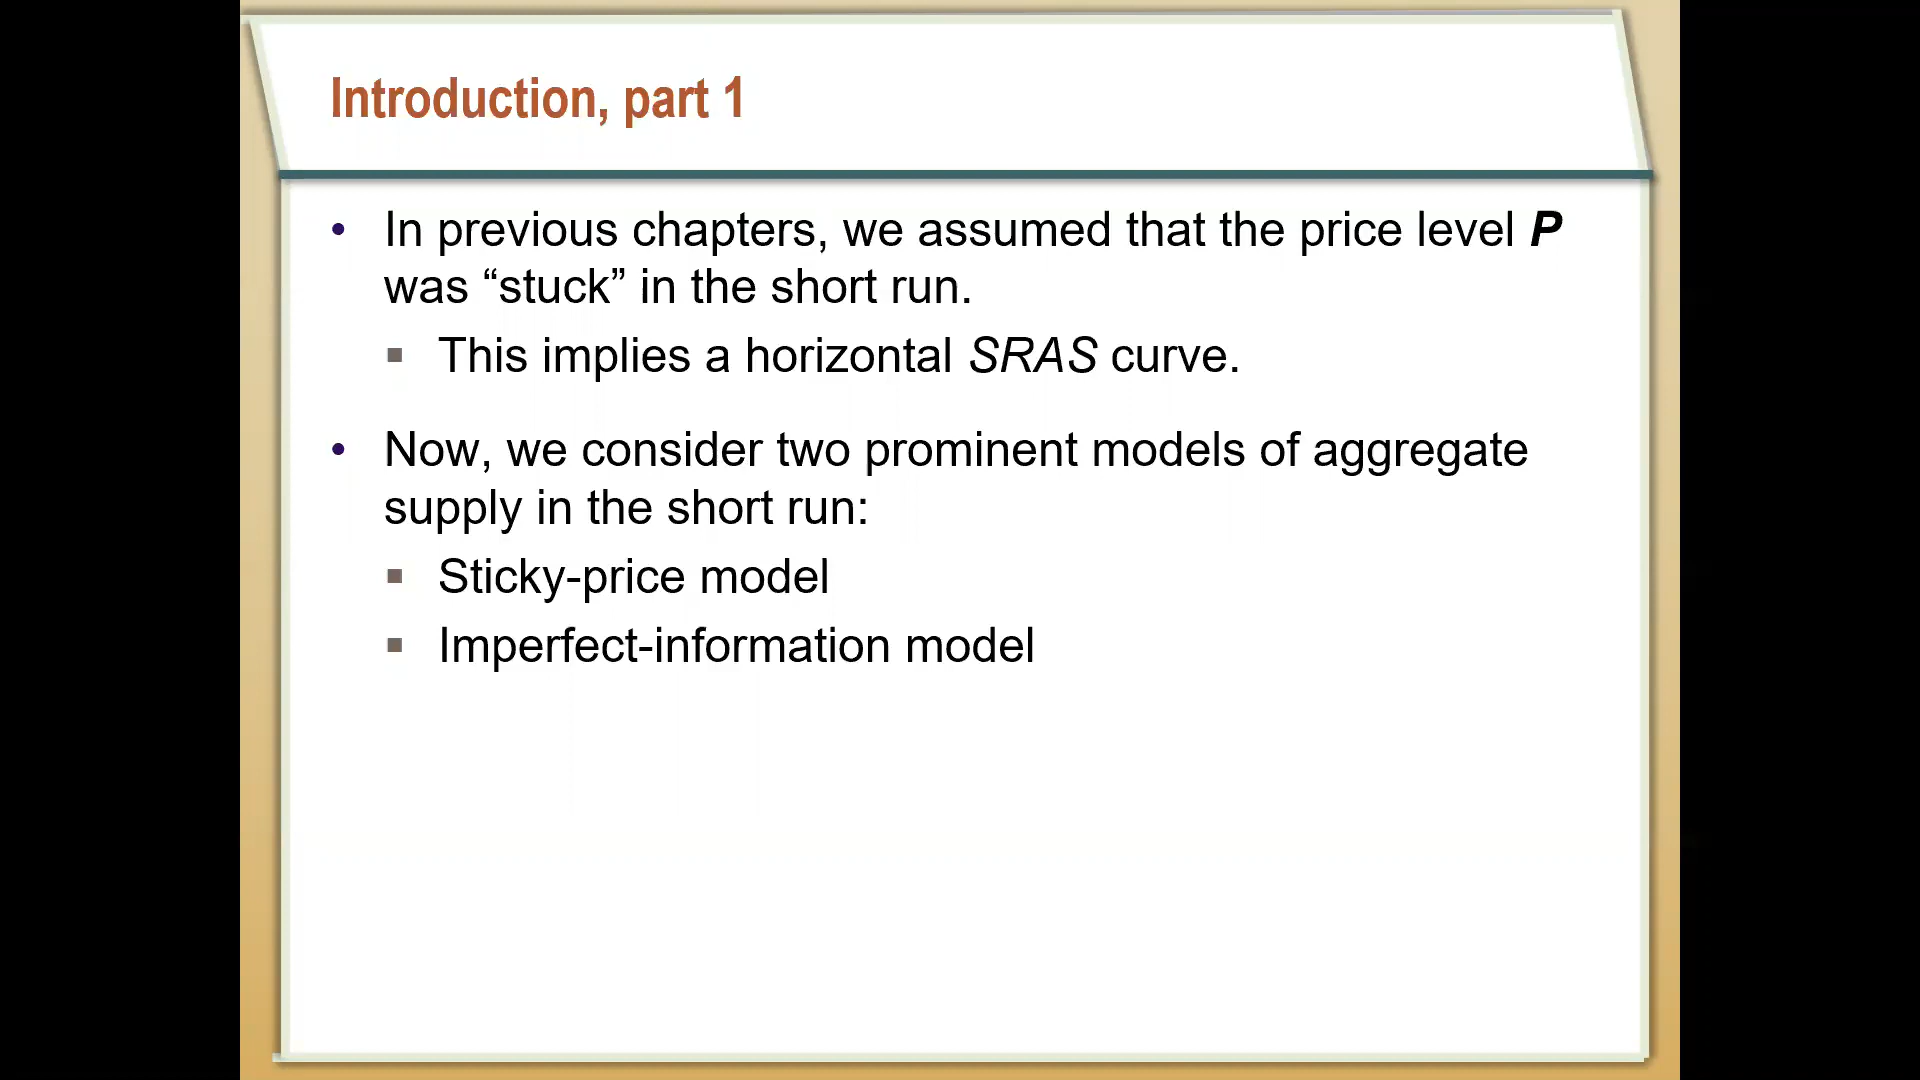 Introduction, part 1
• In previous chapters, we assumed that the price level P
was “stuck” in the short run.
▪ This implies a horizontal SRAS curve.
• Now, we consider two prominent models of aggregate
supply in the short run:
▪ Sticky-price model
▪ Imperfect-information model